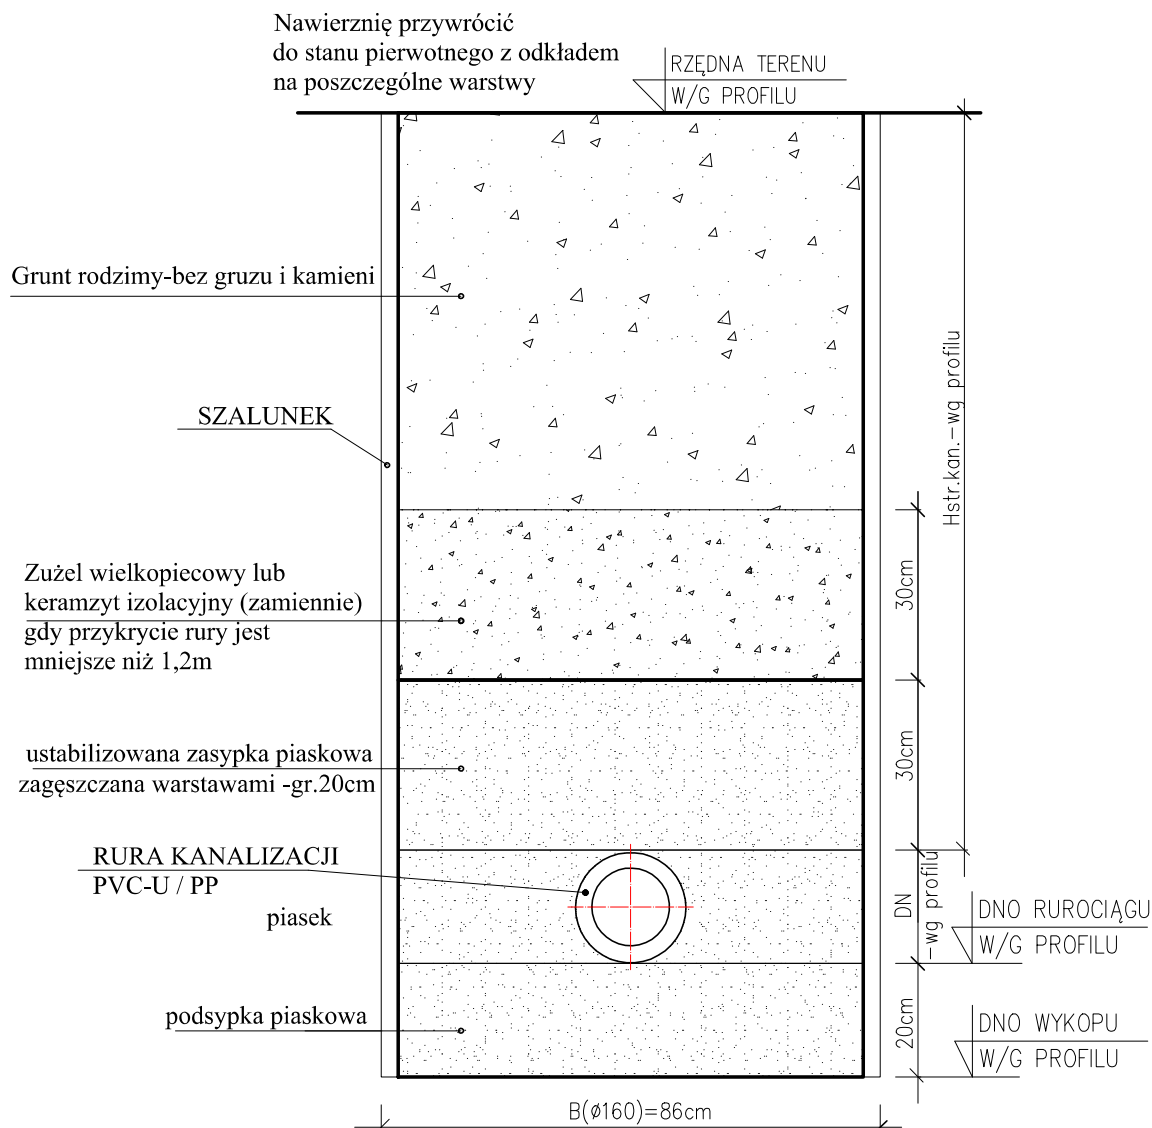 Nawierznię przywrócić
do stanu pierwotnego z odkładem
na poszczególne warstwy
RZĘDNA TERENU
W/G PROFILU
Grunt rodzimy-bez gruzu i kamieni
SZALUNEK
Hstr.kan.-wg profilu
Zużel wielkopiecowy lub
keramzyt izolacyjny (zamiennie)
gdy przykrycie rury jest
mniejsze niż 1,2m
30cm
ustabilizowana zasypka piaskowa
zagęszczana warstawami -gr.20cm
30cm
RURA KANALIZACJI
PVC-U / PP
piasek
DN
-wg profilu
DNO RUROCIĄGU
W/G PROFILU
podsypka piaskowa
20cm
DNO WYKOPU
W/G PROFILU
B(ø160)=86cm